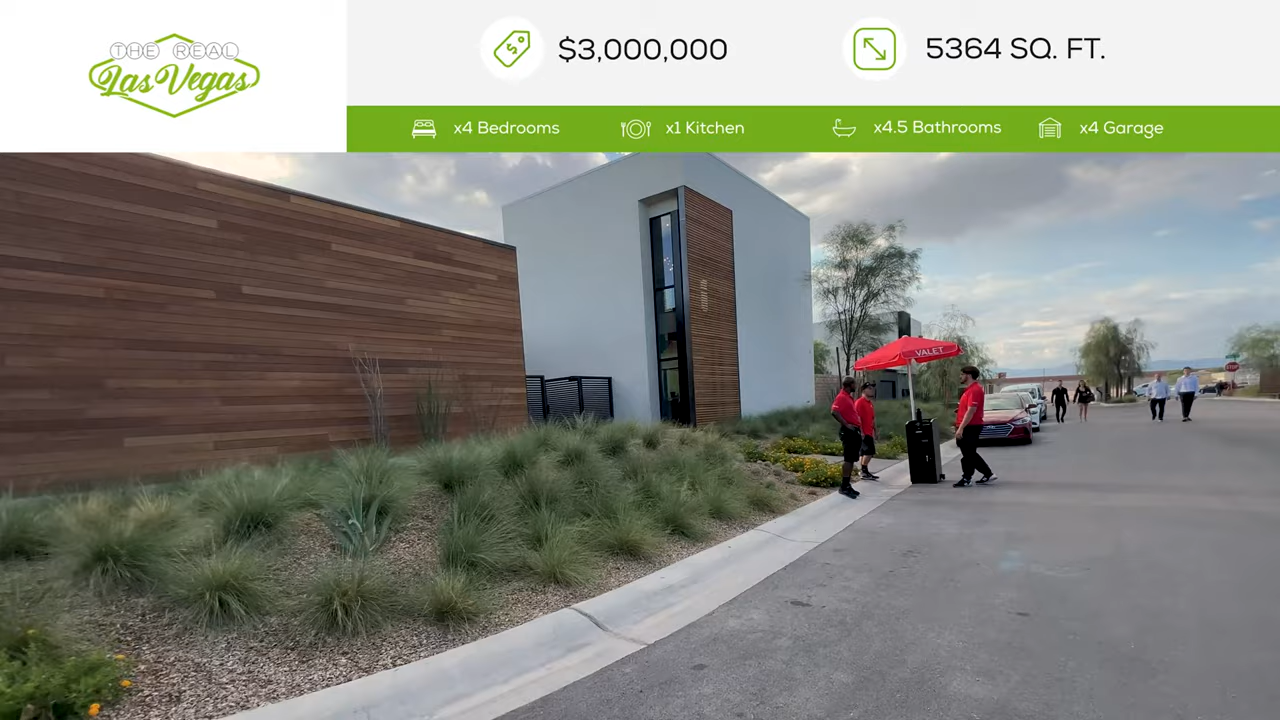 THE REAL
Las Vegas
$3,000,000
5364 SQ. FT.
x4 Bedrooms
x1 Kitchen
x4.5 Bathrooms
x4 Garage
VALET
STOP